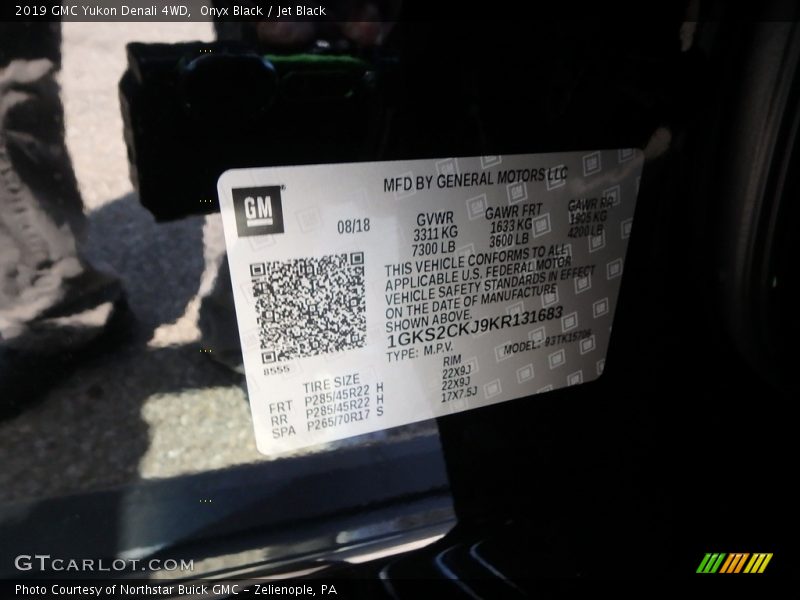 2019 GMC Yukon Denali 4WD, Onyx Black / Jet Black
MFD BY GENERAL MOTORS LLC
GM
08/18
GVWR GAWR FRT GAWR RR
3311 KG 1633 KG 1905 KG
7300 LB 3600 LB 4200 LB
THIS VEHICLE CONFORMS TO ALL
APPLICABLE U.S. FEDERAL MOTOR
VEHICLE SAFETY STANDARDS IN EFFECT
ON THE DATE OF MANUFACTURE
SHOWN ABOVE.
1GKS2CKJ9KR131683
TYPE: M.P.V. MODEL: 93TK15706
8555
TIRE SIZE RIM
FRT P285/45R22 H 22X9J
RR P285/45R22 H 22X9J
SPA P265/70R17 S 17X7.5J
GTCARLOT.COM
Photo Courtesy of Northstar Buick GMC - Zelienople, PA